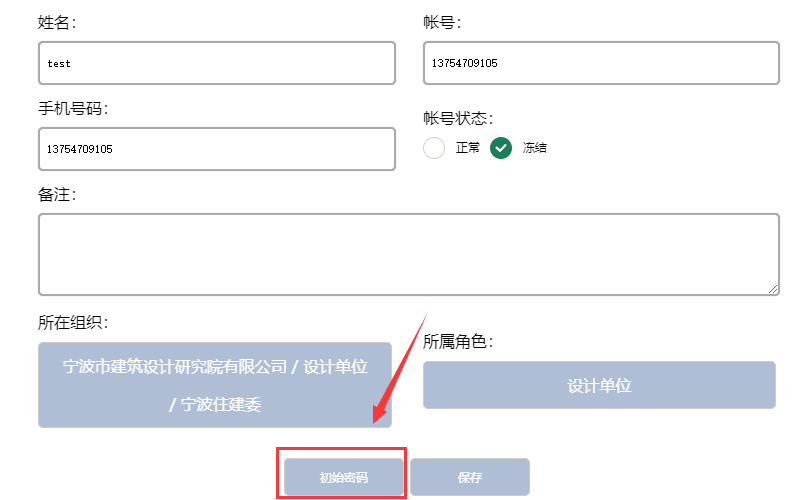 姓名：
帐号：
test
13754709105
手机号码：
帐号状态：
13754709105
正常
冻结
备注：
所在组织：
所属角色：
宁波市建筑设计研究院有限公司 / 设计单位
/ 宁波住建委
设计单位
初始密码
保存